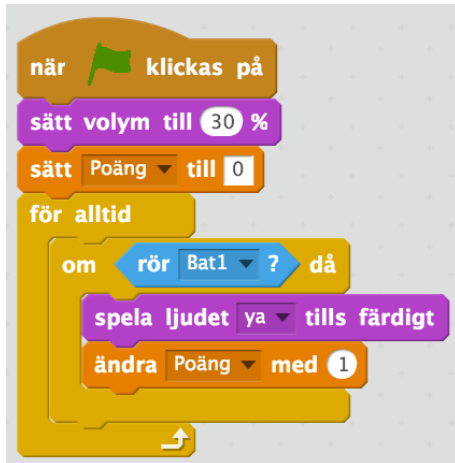 när klickas på
sätt volym till 30 %
sätt Poäng till 0
för alltid
om rör Bat1 ? då
spela ljudet ya tills färdigt
ändra Poäng med 1